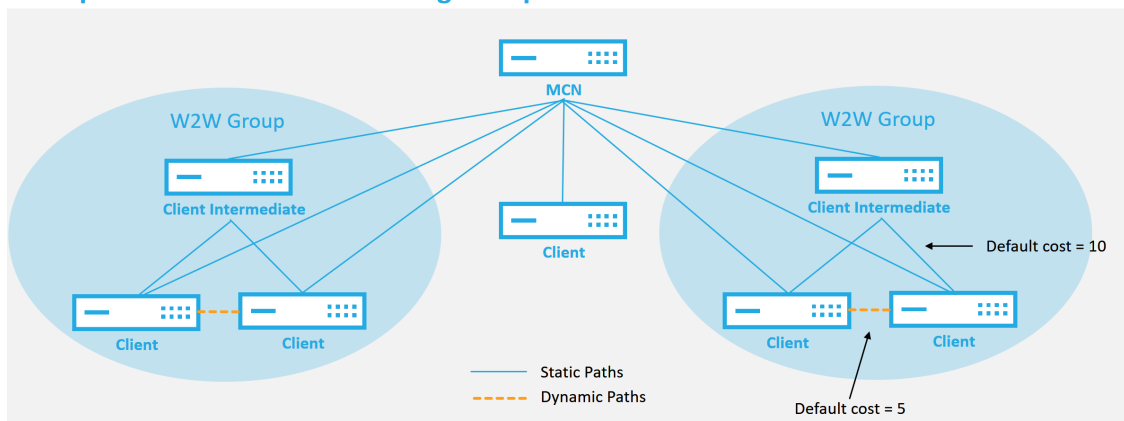 MCN
W2W Group
W2W Group
Client Intermediate
Client Intermediate
Client
Default cost = 10
Client
Client
Client
Client
Static Paths
Dynamic Paths
Default cost = 5